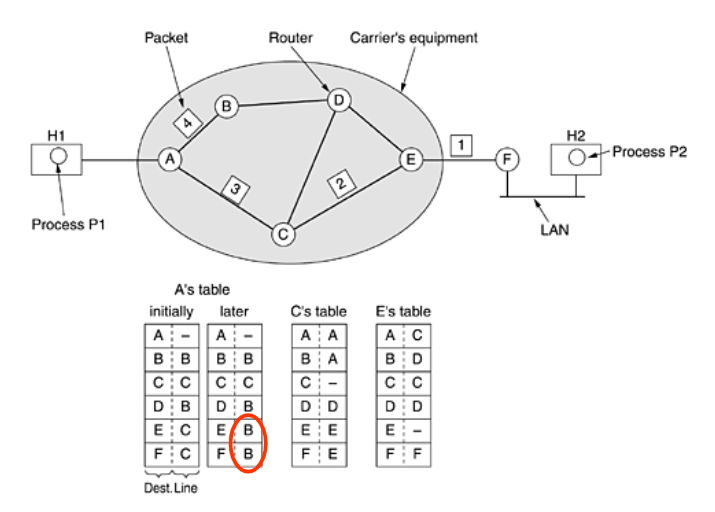 Packet Router Carrier's equipment
B D
4
H1 1 H2
A E F Process P2
3 2
Process P1 LAN
C
A's table
initially later C's table E's table
A – A – A A A C
B B B B B A B D
C C C C C – C C
D B D B D D D D
E C E B E E E –
F C F B F E F F
Dest. Line